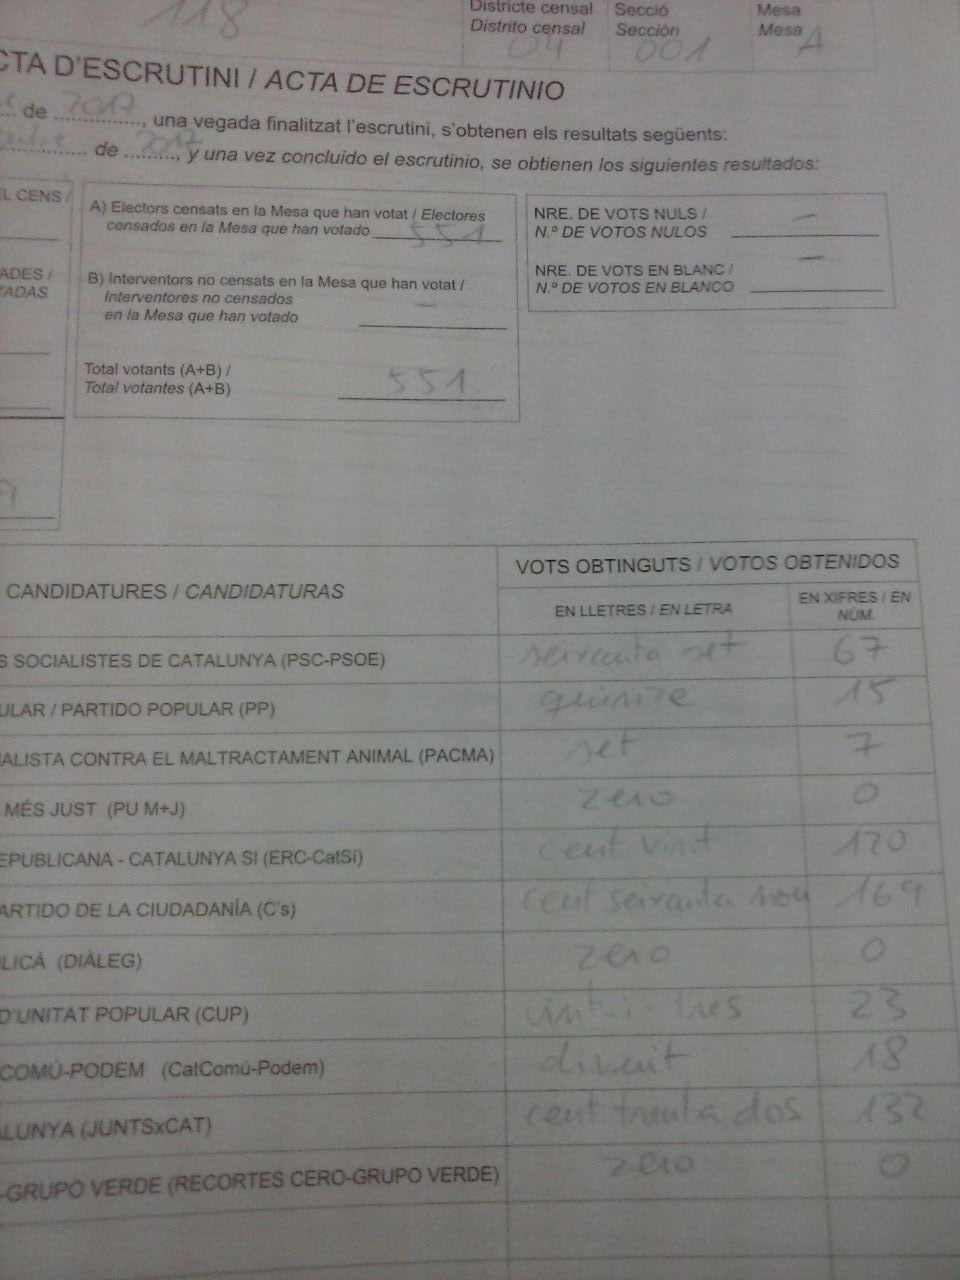 118
Districte censal Secció Mesa
Distrito censal Sección Mesa
04 001 A
CTA D'ESCRUTINI / ACTA DE ESCRUTINIO
de 2017, una vegada finalitzat l'escrutini, s'obtenen els resultats següents:
de 2017, y una vez concluido el escrutinio, se obtienen los siguientes resultados:
EL CENS /
A) Electors censats en la Mesa que han votat / Electores
censados en la Mesa que han votado 551
NRE. DE VOTS NULS / –
N.º DE VOTOS NULOS
ADES /
TADAS
B) Interventors no censats en la Mesa que han votat /
Interventores no censados –
en la Mesa que han votado
NRE. DE VOTS EN BLANC / –
N.º DE VOTOS EN BLANCO
Total votants (A+B) / 551
Total votantes (A+B)
CANDIDATURES / CANDIDATURAS
VOTS OBTINGUTS / VOTOS OBTENIDOS
EN LLETRES / EN LETRA
EN XIFRES / EN
NÚM.
S SOCIALISTES DE CATALUNYA (PSC-PSOE) seixanta set 67
ULAR / PARTIDO POPULAR (PP) quinze 15
ALISTA CONTRA EL MALTRACTAMENT ANIMAL (PACMA) set 7
MÉS JUST (PU M+J) zero 0
EPUBLICANA - CATALUNYA SI (ERC-CatSí) cent vint 120
ARTIDO DE LA CIUDADANÍA (C's) cent seixanta nou 169
LICÀ (DIÀLEG) zero 0
D'UNITAT POPULAR (CUP) vint-i-tres 23
COMÚ-PODEM (CatComú-Podem) divuit 18
ALUNYA (JUNTSxCAT) cent trenta dos 132
-GRUPO VERDE (RECORTES CERO-GRUPO VERDE) zero 0